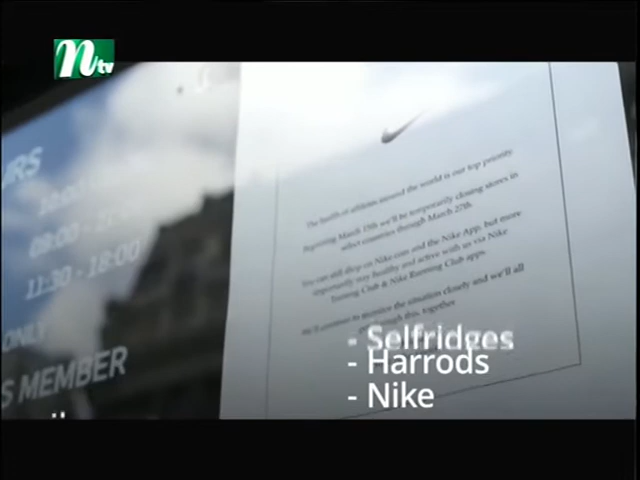 ntv
URS
10:00
09:00 -
11:30 - 18:00
ONLY
S MEMBER
The health of athletes around the world is our top priority.
Beginning March 15th we'll be temporarily closing stores in
select countries through March 27th.
You can still shop on Nike.com and the Nike App, but more
importantly stay healthy and active with us via Nike
Training Club & Nike Running Club apps.
We'll continue to monitor the situation closely and we'll all
get through this, together.
- Selfridges
- Harrods
- Nike